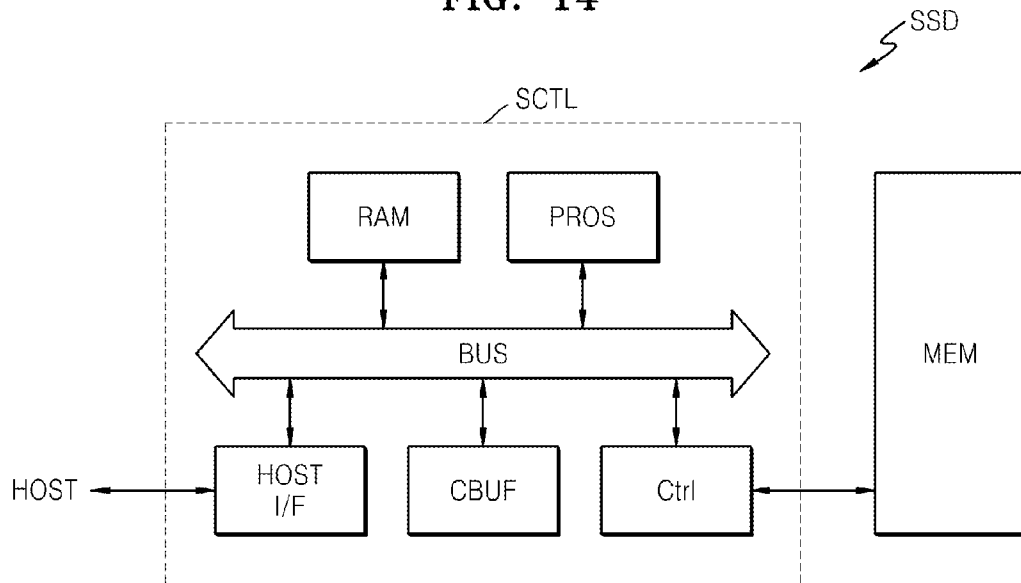 FIG. 14
SSD
SCTL
RAM
PROS
BUS
MEM
HOST
HOST
I/F
CBUF
Ctrl